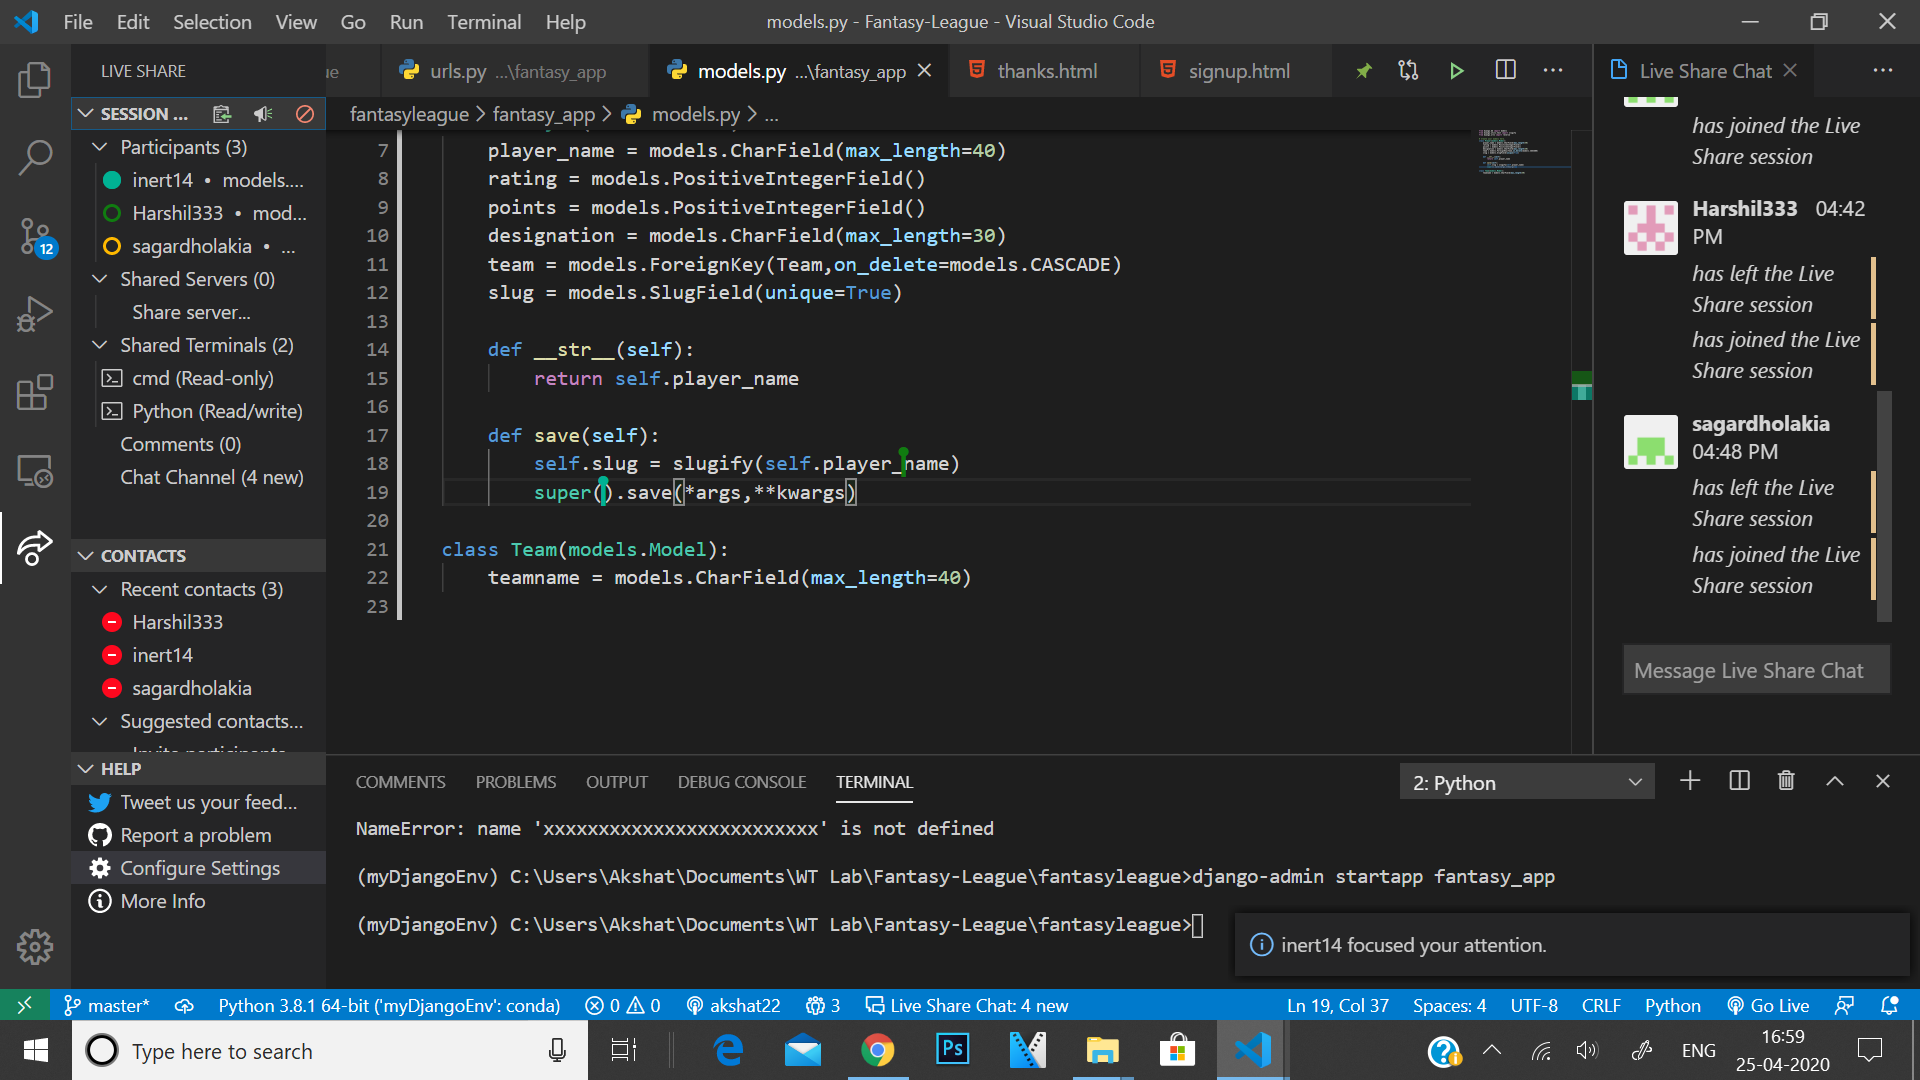 File Edit Selection View Go Run Terminal Help
models.py - Fantasy-League - Visual Studio Code
LIVE SHARE
urls.py ...\fantasy_app
models.py ...\fantasy_app
thanks.html
signup.html
Live Share Chat
SESSION ...
Participants (3)
inert14 • models....
Harshil333 • mod...
sagardholakia • ...
Shared Servers (0)
Share server...
Shared Terminals (2)
cmd (Read-only)
Python (Read/write)
Comments (0)
Chat Channel (4 new)
CONTACTS
Recent contacts (3)
Harshil333
inert14
sagardholakia
Suggested contacts...
HELP
Tweet us your feed...
Report a problem
Configure Settings
More Info
12
fantasyleague > fantasy_app > models.py > ...
7 player_name = models.CharField(max_length=40)
8 rating = models.PositiveIntegerField()
9 points = models.PositiveIntegerField()
10 designation = models.CharField(max_length=30)
11 team = models.ForeignKey(Team,on_delete=models.CASCADE)
12 slug = models.SlugField(unique=True)
13
14 def __str__(self):
15 return self.player_name
16
17 def save(self):
18 self.slug = slugify(self.player_name)
19 super().save(*args,**kwargs)
20
21 class Team(models.Model):
22 teamname = models.CharField(max_length=40)
23
has joined the Live
Share session
Harshil333 04:42
PM
has left the Live
Share session
has joined the Live
Share session
sagardholakia
04:48 PM
has left the Live
Share session
has joined the Live
Share session
Message Live Share Chat
COMMENTS PROBLEMS OUTPUT DEBUG CONSOLE TERMINAL
2: Python
NameError: name 'xxxxxxxxxxxxxxxxxxxxxxxxx' is not defined
(myDjangoEnv) C:\Users\Akshat\Documents\WT Lab\Fantasy-League\fantasyleague>django-admin startapp fantasy_app
(myDjangoEnv) C:\Users\Akshat\Documents\WT Lab\Fantasy-League\fantasyleague>
inert14 focused your attention.
master* Python 3.8.1 64-bit ('myDjangoEnv': conda) 0 0 akshat22 3 Live Share Chat: 4 new Ln 19, Col 37 Spaces: 4 UTF-8 CRLF Python Go Live
Type here to search
Ps
ENG
16:59
25-04-2020